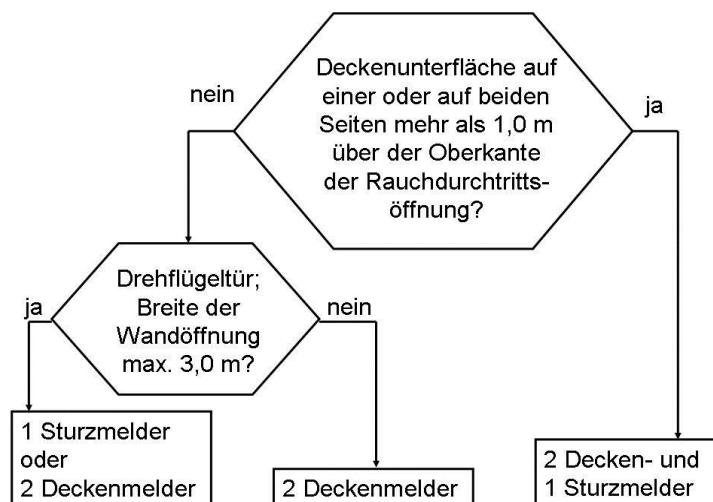 Deckenunterfläche auf
einer oder auf beiden
Seiten mehr als 1,0 m
über der Oberkante
der Rauchdurchtritts-
öffnung?
nein
ja
Drehflügeltür;
Breite der
Wandöffnung
max. 3,0 m?
ja
nein
1 Sturzmelder
oder
2 Deckenmelder
2 Deckenmelder
2 Decken- und
1 Sturzmelder